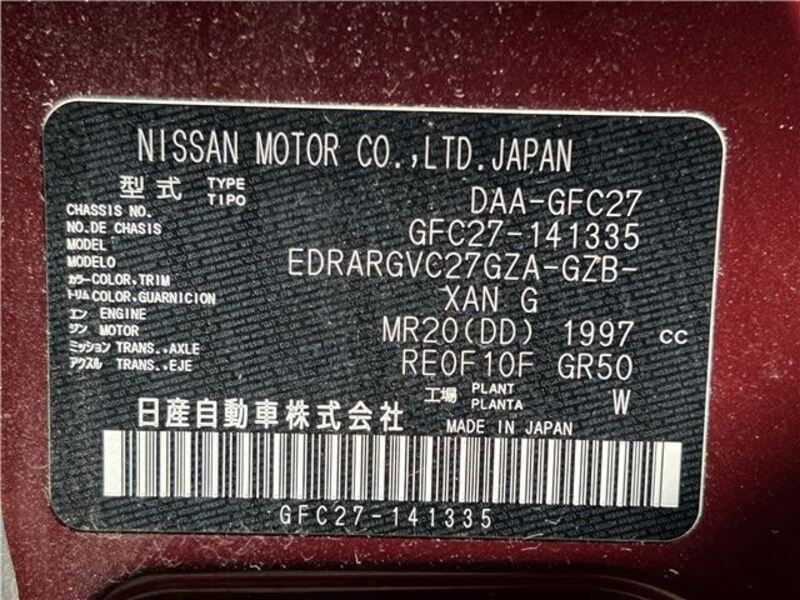 NISSAN MOTOR CO.,LTD.JAPAN
型式 TYPE TIPO DAA-GFC27
CHASSIS NO.
NO.DE CHASIS GFC27-141335
MODEL
MODELO EDRARGVC27GZA-GZB-
カラー COLOR,TRIM
トリム COLOR,GUARNICION XAN G
エン ENGINE
ジン MOTOR MR20(DD) 1997 cc
ミッション TRANS.,AXLE
アクスル TRANS.,EJE RE0F10F GR50
工場 PLANT PLANTA W
日産自動車株式会社 MADE IN JAPAN
GFC27-141335